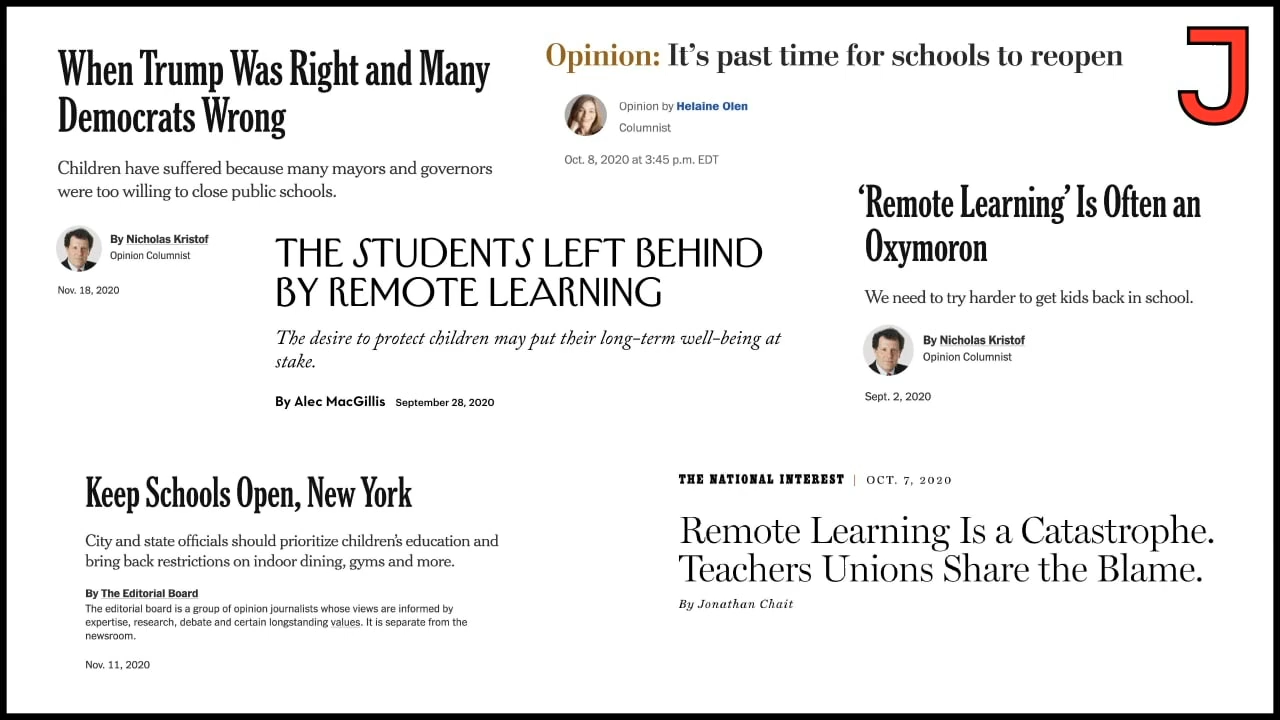 When Trump Was Right and Many
Democrats Wrong
Children have suffered because many mayors and governors
were too willing to close public schools.
By Nicholas Kristof
Opinion Columnist
Nov. 18, 2020
Opinion: It's past time for schools to reopen
Opinion by Helaine Olen
Columnist
Oct. 8, 2020 at 3:45 p.m. EDT
J
THE STUDENTS LEFT BEHIND
BY REMOTE LEARNING
The desire to protect children may put their long-term well-being at
stake.
By Alec MacGillis September 28, 2020
‘Remote Learning’ Is Often an
Oxymoron
We need to try harder to get kids back in school.
By Nicholas Kristof
Opinion Columnist
Sept. 2, 2020
Keep Schools Open, New York
City and state officials should prioritize children's education and
bring back restrictions on indoor dining, gyms and more.
By The Editorial Board
The editorial board is a group of opinion journalists whose views are informed by
expertise, research, debate and certain longstanding values. It is separate from the
newsroom.
Nov. 11, 2020
THE NATIONAL INTEREST | OCT. 7, 2020
Remote Learning Is a Catastrophe.
Teachers Unions Share the Blame.
By Jonathan Chait